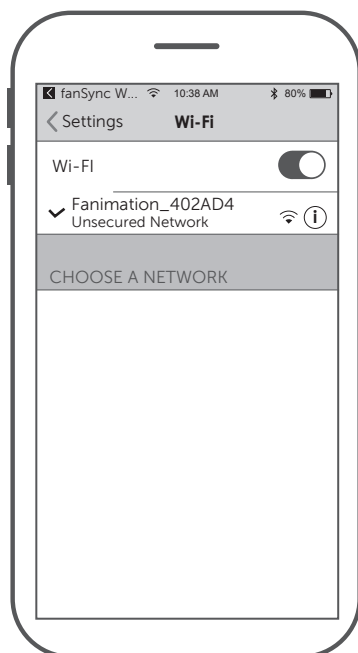 fanSync W... 10:38 AM 80%
Settings Wi-Fi
Wi-FI
Fanimation_402AD4
Unsecured Network
CHOOSE A NETWORK